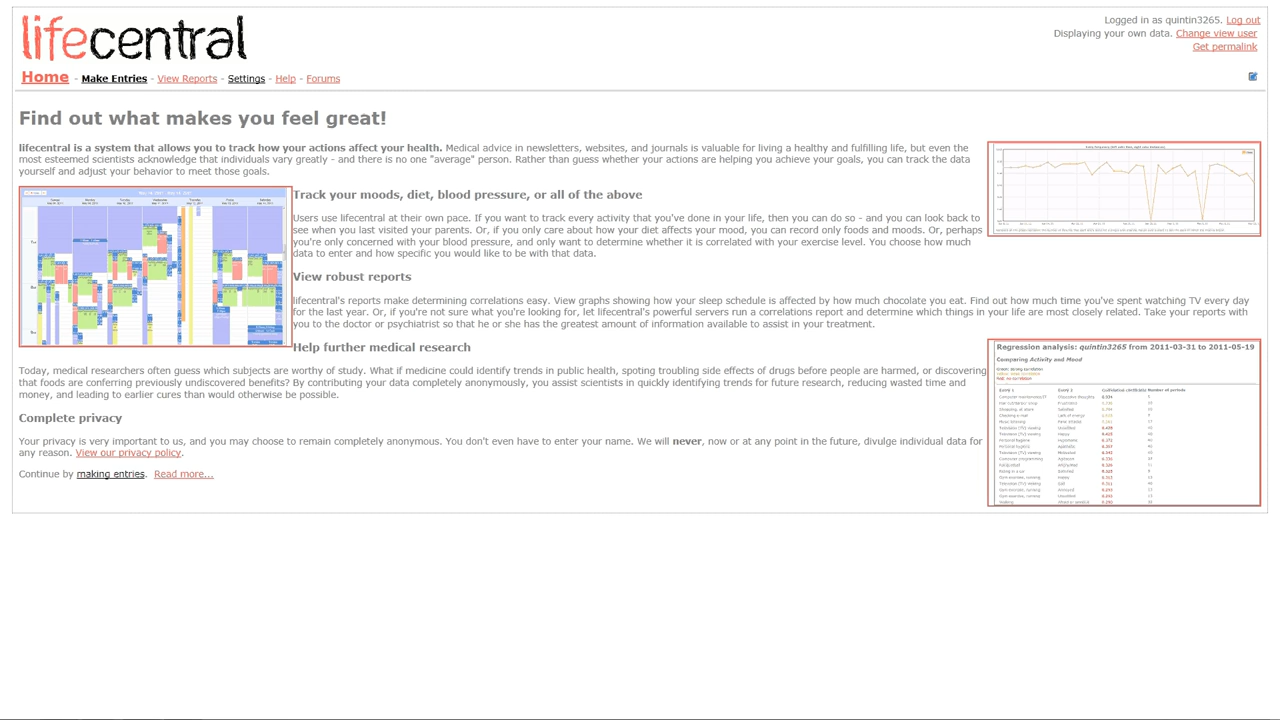 lifecentral
Logged in as quintin3265. Log out
Displaying your own data. Change view user
Get permalink
Home - Make Entries - View Reports - Settings - Help - Forums
Find out what makes you feel great!
lifecentral is a system that allows you to track how your actions affect your health. Medical advice in newsletters, websites, and journals is valuable for living a healthy and fulfilling life, but even the
most esteemed scientists acknowledge that individuals vary greatly - and there is no one "average" person. Rather than guess whether your actions are helping you achieve your goals, you can track the data
yourself and adjust your behavior to meet those goals.
Track your moods, diet, blood pressure, or all of the above
Users use lifecentral at their own pace. If you want to track every activity that you've done in your life, then you can do so - and you can look back to
see when you last visited your parents. Or, if you only care about how your diet affects your mood, you can record only foods and moods. Or, perhaps
you're only concerned with your blood pressure, and only want to determine whether it is correlated with your exercise level. You choose how much
data to enter and how specific you would like to be with that data.
View robust reports
lifecentral's reports make determining correlations easy. View graphs showing how your sleep schedule is affected by how much chocolate you eat. Find out how much time you've spent watching TV every day
for the last year. Or, if you're not sure what you're looking for, let lifecentral's powerful servers run a correlations report and determine which things in your life are most closely related. Take your reports with
you to the doctor or psychiatrist so that he or she has the greatest amount of information available to assist in your treatment.
Help further medical research
Today, medical researchers often guess which subjects are worthy of study. What if medicine could identify trends in public health, spoting troubling side effects of drugs before people are harmed, or discovering
that foods are conferring previously undiscovered benefits? By contributing your data completely anonymously, you assist scientists in quickly identifying trends for future research, reducing wasted time and
money, and leading to earlier cures than would otherwise be possible.
Complete privacy
Your privacy is very important to us, and you may choose to remain completely anonymous. You don't even have to enter your name. We will never, now or at any point in the future, divulge individual data for
any reason. View our privacy policy.
Continue by making entries. Read more...
Regression analysis: quintin3265 from 2011-03-31 to 2011-05-19
Comparing Activity and Mood